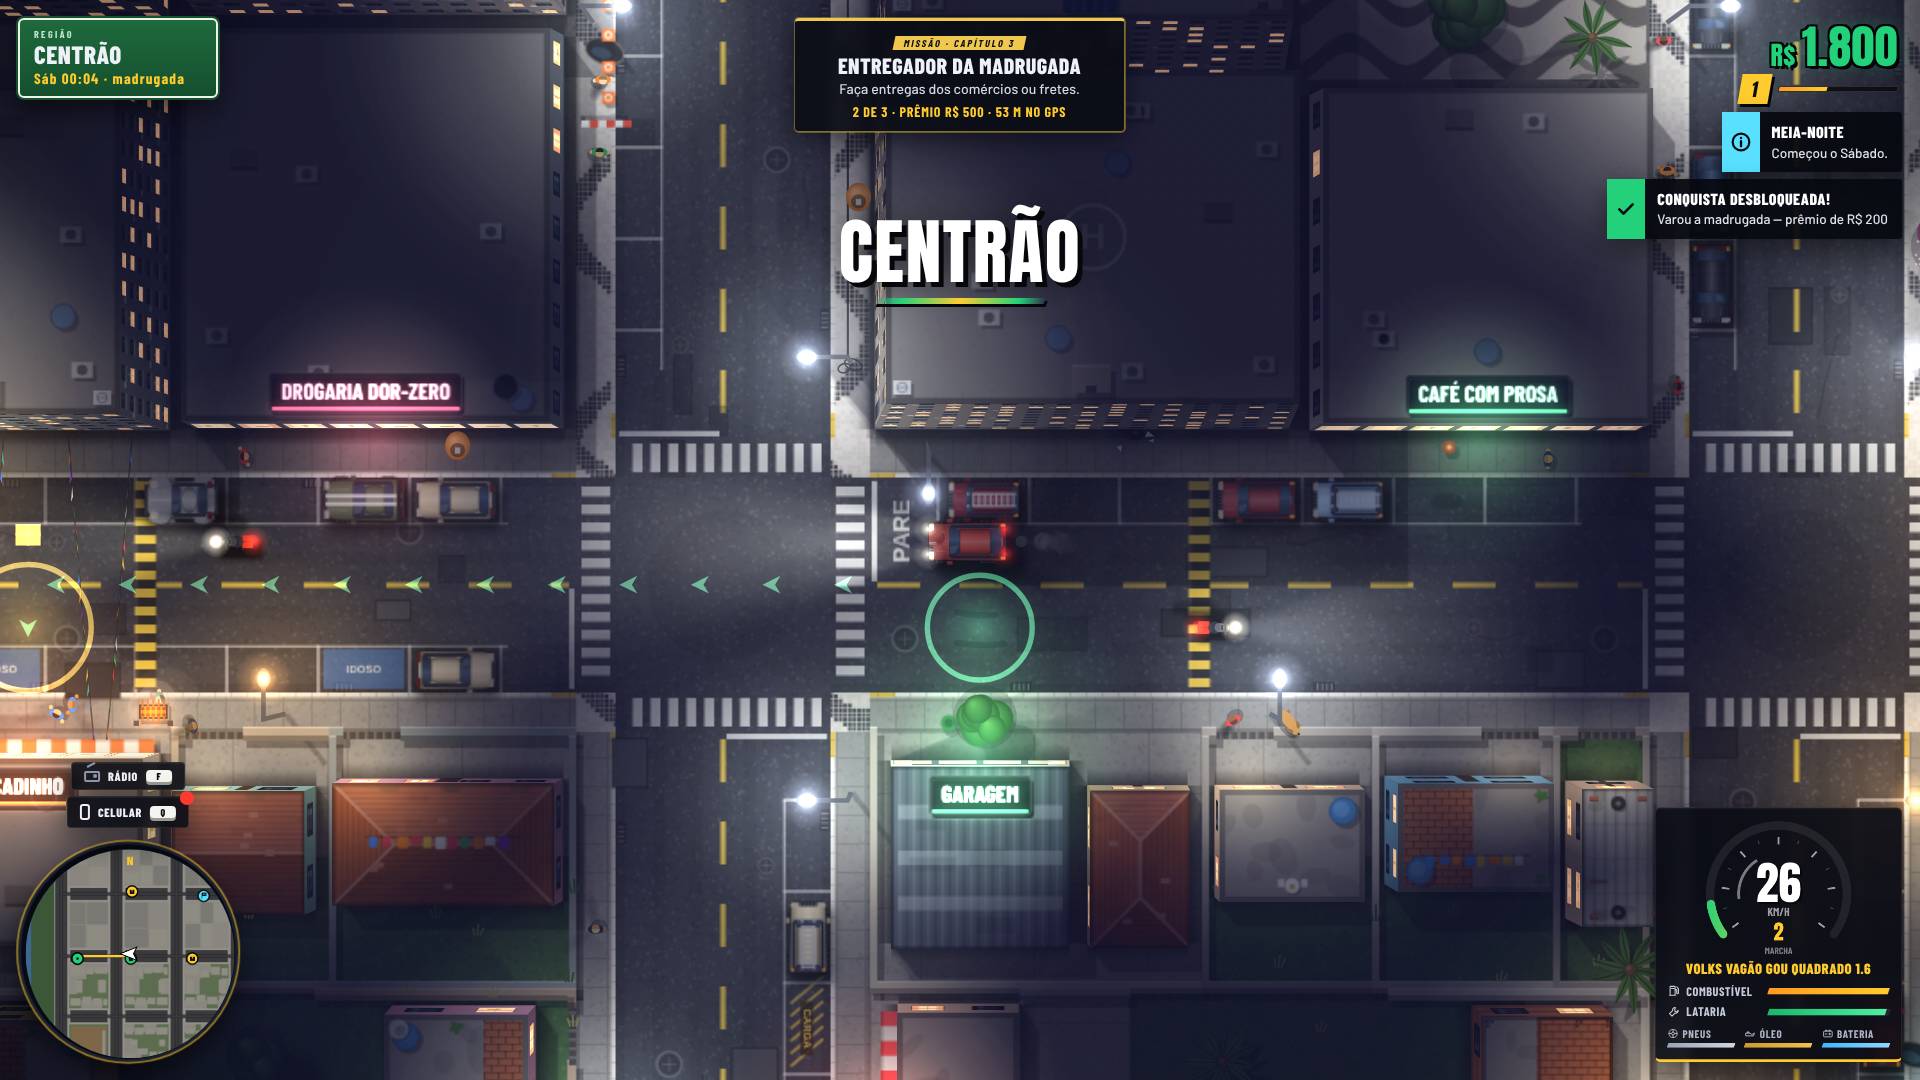 REGIÃO
CENTRÃO
Sáb 00:04 · madrugada
MISSÃO · CAPÍTULO 3
ENTREGADOR DA MADRUGADA
Faça entregas dos comércios ou fretes.
2 DE 3 · PRÊMIO R$ 500 · 53 M NO GPS
R$ 1.800
1
MEIA-NOITE
Começou o Sábado.
CONQUISTA DESBLOQUEADA!
Varou a madrugada – prêmio de R$ 200
CENTRÃO
H
DROGARIA DOR-ZERO
CAFÉ COM PROSA
PARE
IDOSO
GARAGEM
RÁDIO F
CELULAR Q
N
CARGA
26
KM/H
2
MARCHA
VOLKS VAGÃO GOU QUADRADO 1.6
COMBUSTÍVEL
LATARIA
PNEUS
ÓLEO
BATERIA